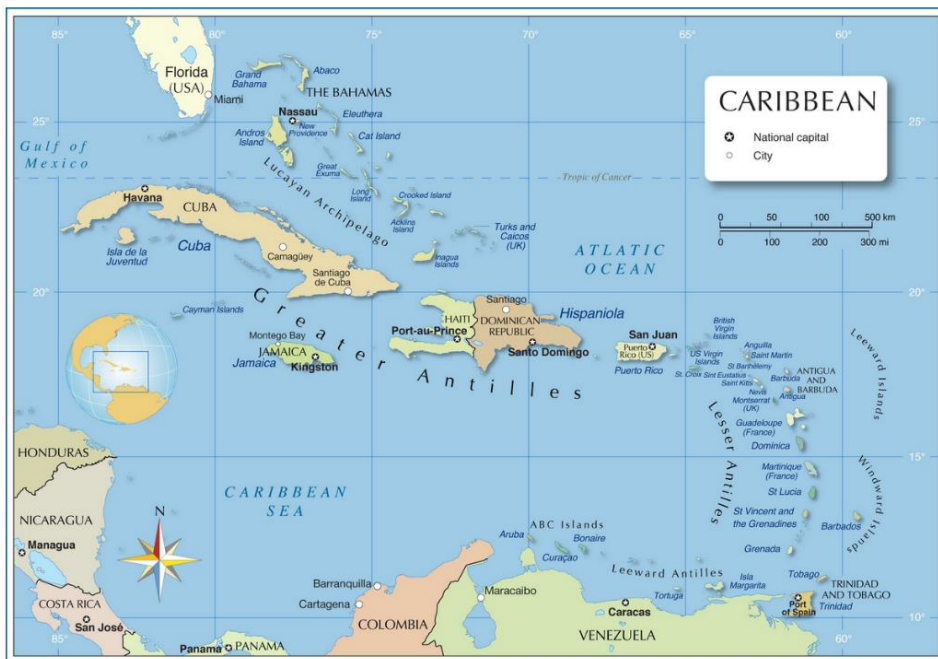 80°
75°
70°
65°
60°
Florida
(USA)
Miami
Grand
Bahama
Abaco
THE BAHAMAS
Nassau
New
Providence
Eleuthera
Andros
Island
Cat Island
25°
25°
Gulf of
Mexico
Great
Exuma
Long
Island
Crooked Island
Acklins
Island
Lucayan Archipelago
Tropic of Cancer
CARIBBEAN
National capital
City
0 50 100 500 km
0 100 200 300 mi
Havana
CUBA
Isla de la
Juventud
Cuba
Camagüey
Santiago
de Cuba
Inagua
Islands
Turks and
Caicos
(UK)
ATLATIC
OCEAN
20°
20°
Cayman Islands
Greater Antilles
Montego Bay
JAMAICA
Jamaica
Kingston
HAITI
Port-au-Prince
Santiago
DOMINICAN
REPUBLIC
Santo Domingo
Hispaniola
San Juan
Puerto
Rico (US)
Puerto Rico
British
Virgin
Islands
US Virgin
Islands
St. Croix
Anguilla
Saint Martin
St Barthélemy
Sint Eustatius
Saint Kitts
Nevis
Barbuda
ANTIGUA
AND
BARBUDA
Antigua
Montserrat
(UK)
Guadeloupe
(France)
Dominica
Leeward Islands
Lesser Antilles
15°
15°
Martinique
(France)
St Lucia
St Vincent and
the Grenadines
Barbados
Windward Islands
Grenada
HONDURAS
NICARAGUA
Managua
COSTA RICA
San José
CARIBBEAN
SEA
N
ABC Islands
Aruba
Curaçao
Bonaire
Leeward Antilles
Tortuga
Isla
Margarita
Tobago
TRINIDAD
AND TOBAGO
Port
of Spain
Trinidad
Barranquilla
Cartagena
Maracaibo
Caracas
COLOMBIA
VENEZUELA
Panama
PANAMA
85°
80°
75°
70°
65°
60°